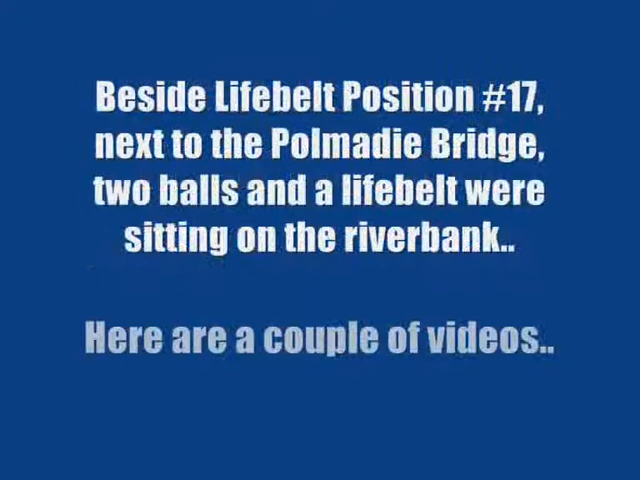 Beside Lifebelt Position #17,
next to the Polmadie Bridge,
two balls and a lifebelt were
sitting on the riverbank..
Here are a couple of videos..